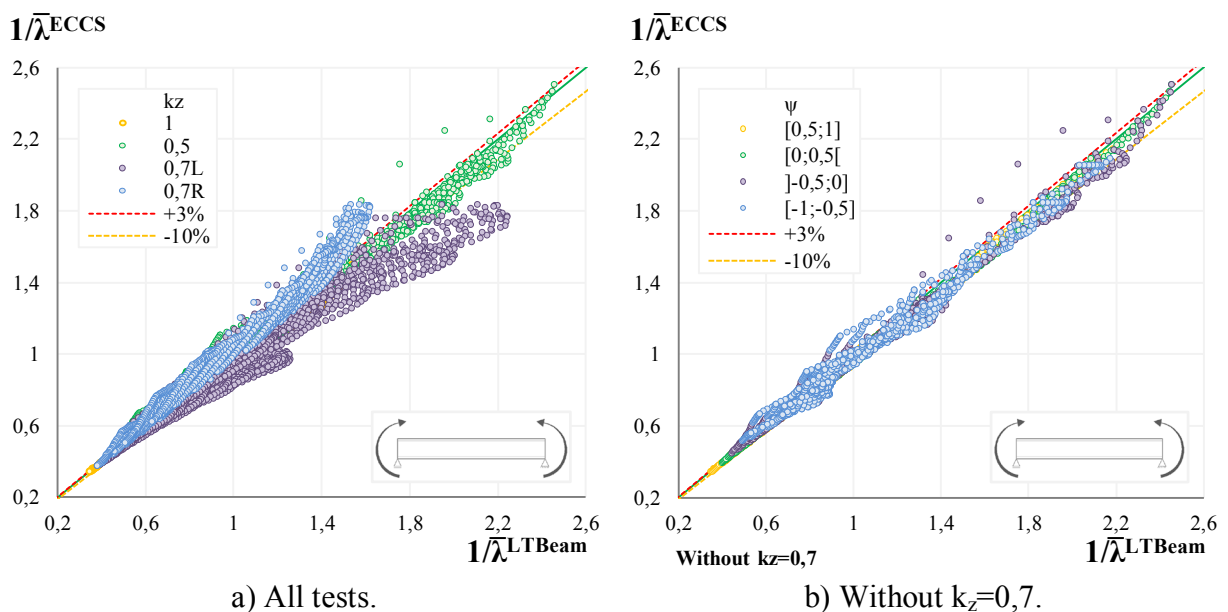 1/λ̅ECCS
2,6
2,2
1,8
1,4
1
0,6
0,2
kz
1
0,5
0,7L
0,7R
+3%
-10%
0,2 0,6 1 1,4 1,8 2,2 2,6
1/λ̅LTBeam
a) All tests.
1/λ̅ECCS
2,6
2,2
1,8
1,4
1
0,6
0,2
ψ
[0,5;1]
[0;0,5[
]-0,5;0]
[-1;-0,5]
+3%
-10%
0,2 0,6 1 1,4 1,8 2,2 2,6
Without kz=0,7
1/λ̅LTBeam
b) Without kz=0,7.